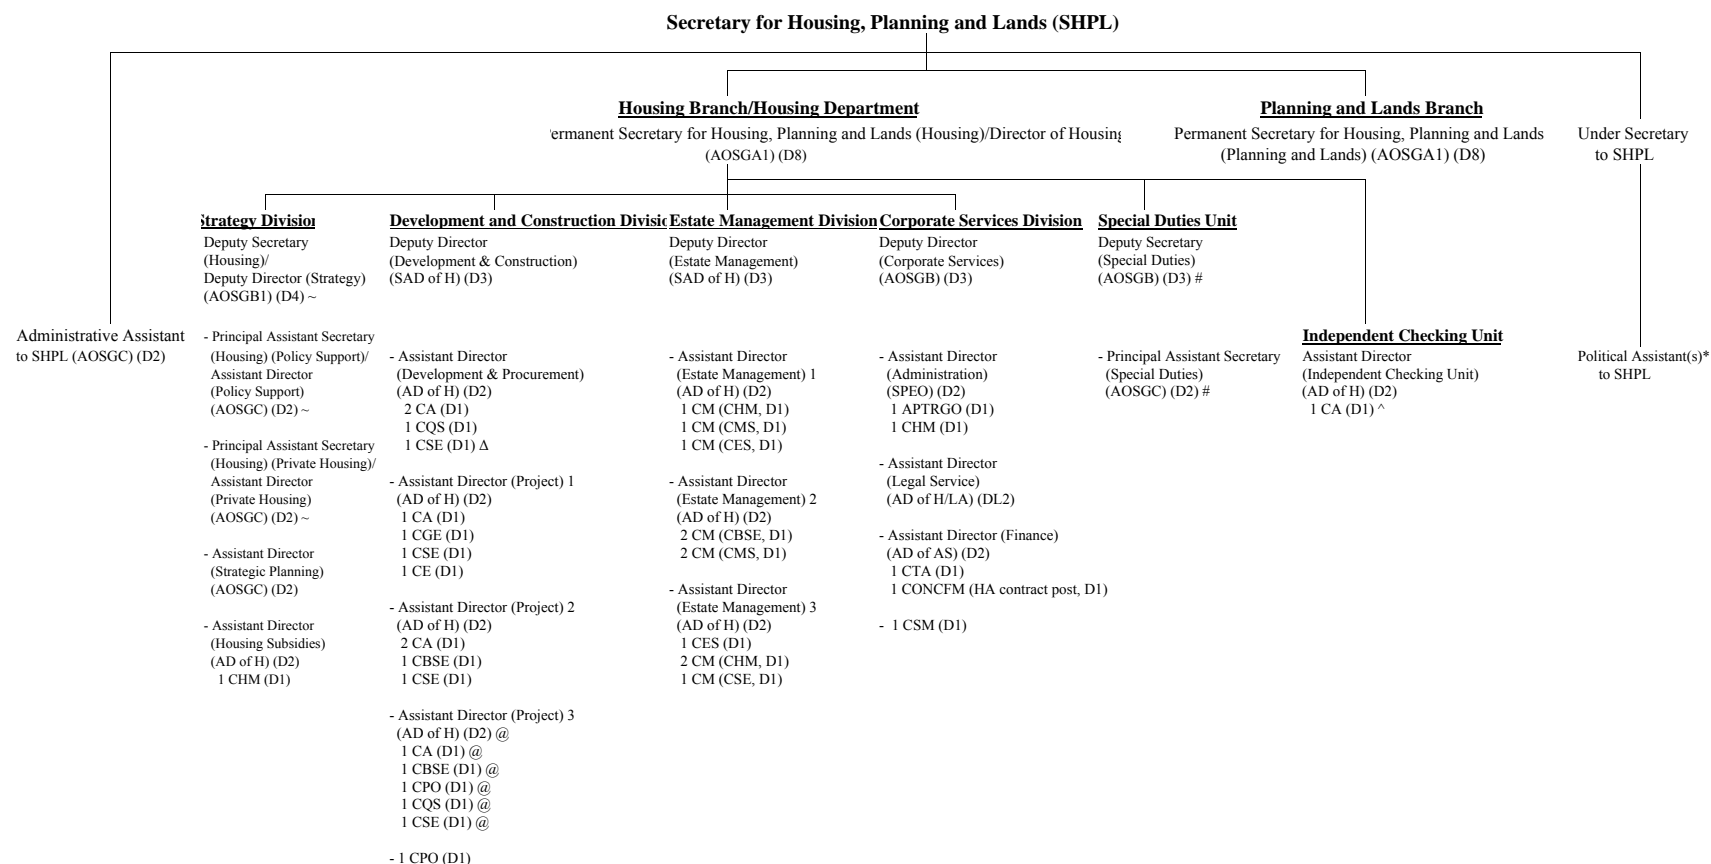 Secretary for Housing, Planning and Lands (SHPL)
Housing Branch/Housing Department
Permanent Secretary for Housing, Planning and Lands (Housing)/Director of Housing
(AOSGA1) (D8)
Planning and Lands Branch
Permanent Secretary for Housing, Planning and Lands
(Planning and Lands) (AOSGA1) (D8)
Under Secretary
to SHPL
Administrative Assistant
to SHPL (AOSGC) (D2)
Strategy Division
Deputy Secretary
(Housing)/
Deputy Director (Strategy)
(AOSGB1) (D4) ~
- Principal Assistant Secretary
(Housing) (Policy Support)/
Assistant Director
(Policy Support)
(AOSGC) (D2) ~
- Principal Assistant Secretary
(Housing) (Private Housing)/
Assistant Director
(Private Housing)
(AOSGC) (D2) ~
- Assistant Director
(Strategic Planning)
(AOSGC) (D2)
- Assistant Director
(Housing Subsidies)
(AD of H) (D2)
1 CHM (D1)
Development and Construction Divisio
Deputy Director
(Development & Construction)
(SAD of H) (D3)
- Assistant Director
(Development & Procurement)
(AD of H) (D2)
2 CA (D1)
1 CQS (D1)
1 CSE (D1) Δ
- Assistant Director (Project) 1
(AD of H) (D2)
1 CA (D1)
1 CGE (D1)
1 CSE (D1)
1 CE (D1)
- Assistant Director (Project) 2
(AD of H) (D2)
2 CA (D1)
1 CBSE (D1)
1 CSE (D1)
- Assistant Director (Project) 3
(AD of H) (D2) @
1 CA (D1) @
1 CBSE (D1) @
1 CPO (D1) @
1 CQS (D1) @
1 CSE (D1) @
- 1 CPO (D1)
Estate Management Division
Deputy Director
(Estate Management)
(SAD of H) (D3)
- Assistant Director
(Estate Management) 1
(AD of H) (D2)
1 CM (CHM, D1)
1 CM (CMS, D1)
1 CM (CES, D1)
- Assistant Director
(Estate Management) 2
(AD of H) (D2)
2 CM (CBSE, D1)
2 CM (CMS, D1)
- Assistant Director
(Estate Management) 3
(AD of H) (D2)
1 CES (D1)
2 CM (CHM, D1)
1 CM (CSE, D1)
Corporate Services Division
Deputy Director
(Corporate Services)
(AOSGB) (D3)
- Assistant Director
(Administration)
(SPEO) (D2)
1 APTRGO (D1)
1 CHM (D1)
- Assistant Director
(Legal Service)
(AD of H/LA) (DL2)
- Assistant Director (Finance)
(AD of AS) (D2)
1 CTA (D1)
1 CONCFM (HA contract post, D1)
- 1 CSM (D1)
Special Duties Unit
Deputy Secretary
(Special Duties)
(AOSGB) (D3) #
- Principal Assistant Secretary
(Special Duties)
(AOSGC) (D2) #
Independent Checking Unit
Assistant Director
(Independent Checking Unit)
(AD of H) (D2)
1 CA (D1) ^
Political Assistant(s)*
to SHPL